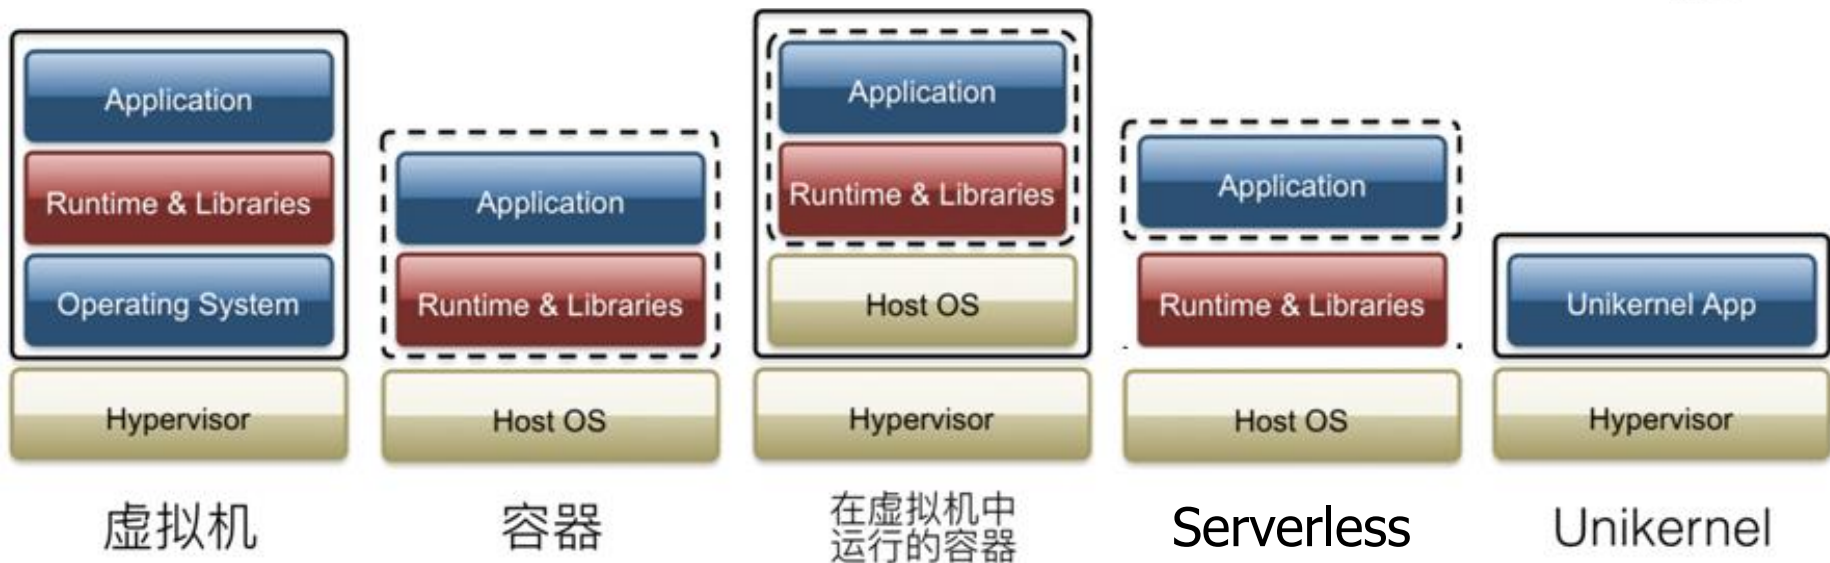 Application
Runtime & Libraries
Operating System
Hypervisor
虚拟机
Application
Runtime & Libraries
Host OS
容器
Application
Runtime & Libraries
Host OS
Hypervisor
在虚拟机中
运行的容器
Application
Runtime & Libraries
Host OS
Serverless
Unikernel App
Hypervisor
Unikernel